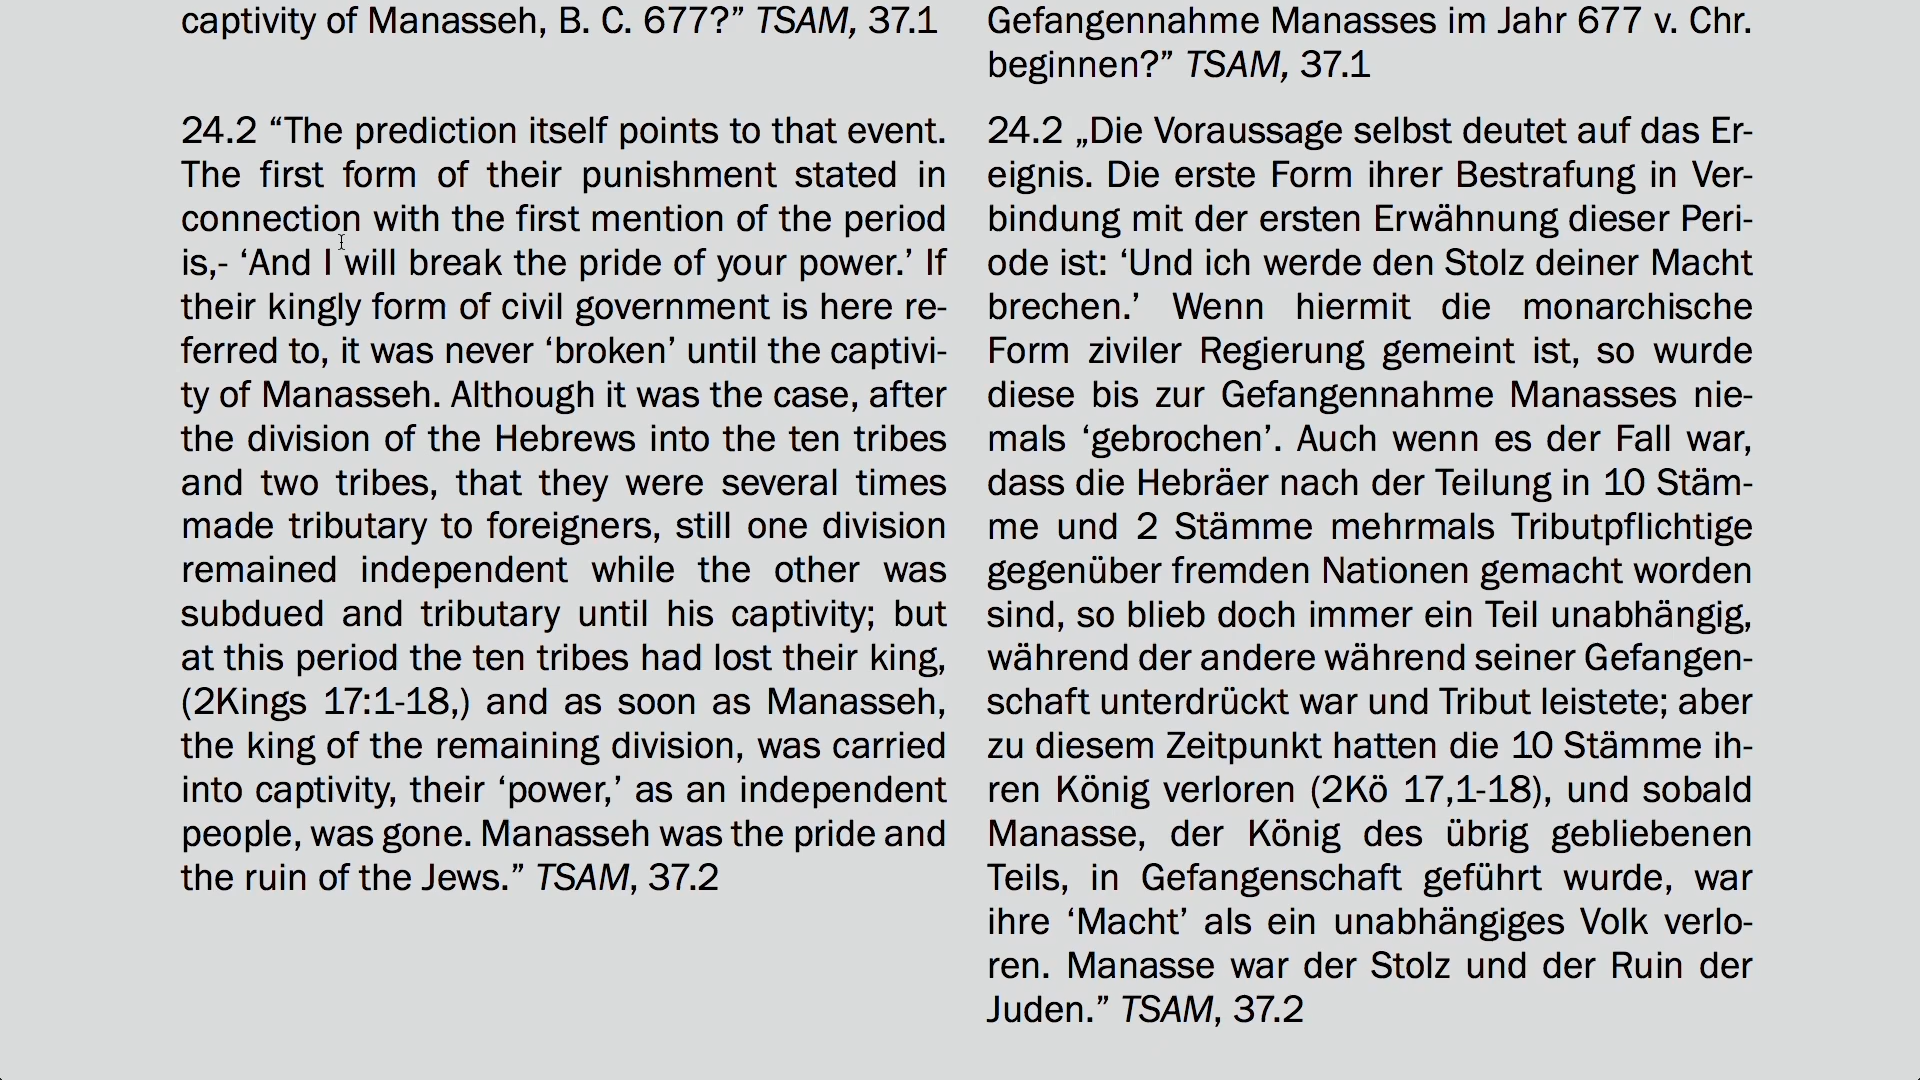 captivity of Manasseh, B. C. 677?” TSAM, 37.1
24.2 “The prediction itself points to that event.
The first form of their punishment stated in
connection with the first mention of the period
is,- ‘And I will break the pride of your power.’ If
their kingly form of civil government is here re-
ferred to, it was never ‘broken’ until the captivi-
ty of Manasseh. Although it was the case, after
the division of the Hebrews into the ten tribes
and two tribes, that they were several times
made tributary to foreigners, still one division
remained independent while the other was
subdued and tributary until his captivity; but
at this period the ten tribes had lost their king,
(2Kings 17:1-18,) and as soon as Manasseh,
the king of the remaining division, was carried
into captivity, their ‘power,’ as an independent
people, was gone. Manasseh was the pride and
the ruin of the Jews.” TSAM, 37.2
Gefangennahme Manasses im Jahr 677 v. Chr.
beginnen?” TSAM, 37.1
24.2 „Die Voraussage selbst deutet auf das Er-
eignis. Die erste Form ihrer Bestrafung in Ver-
bindung mit der ersten Erwähnung dieser Peri-
ode ist: ‘Und ich werde den Stolz deiner Macht
brechen.’ Wenn hiermit die monarchische
Form ziviler Regierung gemeint ist, so wurde
diese bis zur Gefangennahme Manasses nie-
mals ‘gebrochen’. Auch wenn es der Fall war,
dass die Hebräer nach der Teilung in 10 Stäm-
me und 2 Stämme mehrmals Tributpflichtige
gegenüber fremden Nationen gemacht worden
sind, so blieb doch immer ein Teil unabhängig,
während der andere während seiner Gefangen-
schaft unterdrückt war und Tribut leistete; aber
zu diesem Zeitpunkt hatten die 10 Stämme ih-
ren König verloren (2Kö 17,1-18), und sobald
Manasse, der König des übrig gebliebenen
Teils, in Gefangenschaft geführt wurde, war
ihre ‘Macht’ als ein unabhängiges Volk verlo-
ren. Manasse war der Stolz und der Ruin der
Juden.” TSAM, 37.2